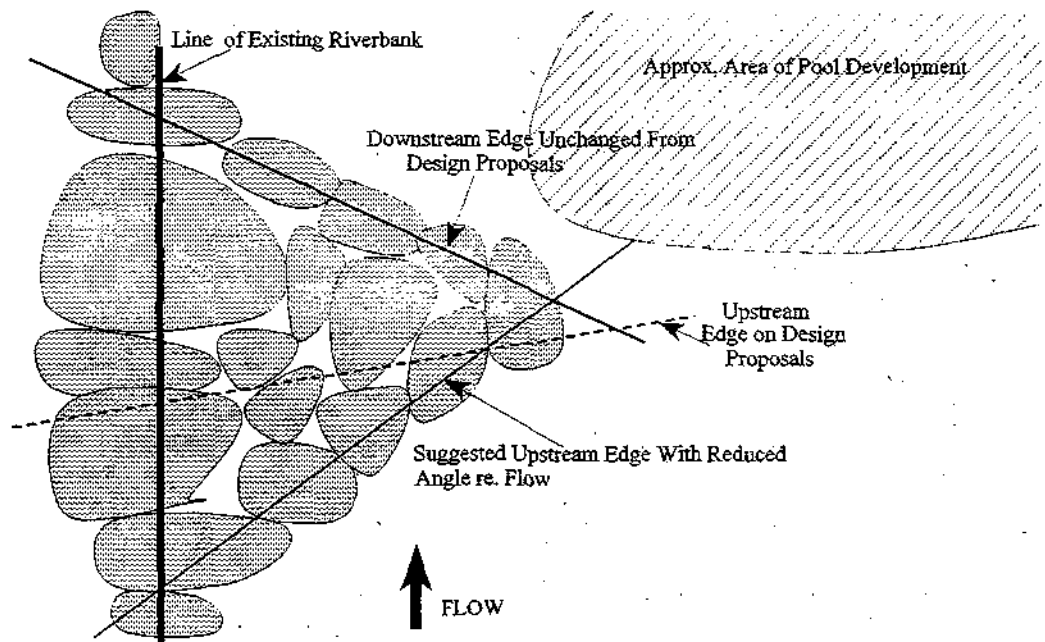 Line of Existing Riverbank
Approx. Area of Pool Development
Downstream Edge Unchanged From
Design Proposals
Upstream
Edge on Design
Proposals
Suggested Upstream Edge With Reduced
Angle re. Flow
FLOW